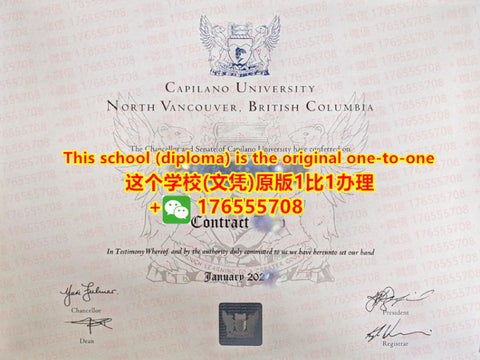 CAPILANO UNIVERSITY
NORTH VANCOUVER, BRITISH COLUMBIA
The Chancellor and Senate of Capilano University have conferred on
This school (diploma) is the original one-to-one
这个学校(文凭)原版1比1办理
+ 176555708
Contract
In Testimony Whereof, and by the authority duly committed to us we have hereunto set our hand
January 202
Chancellor
President
Dean
Registrar